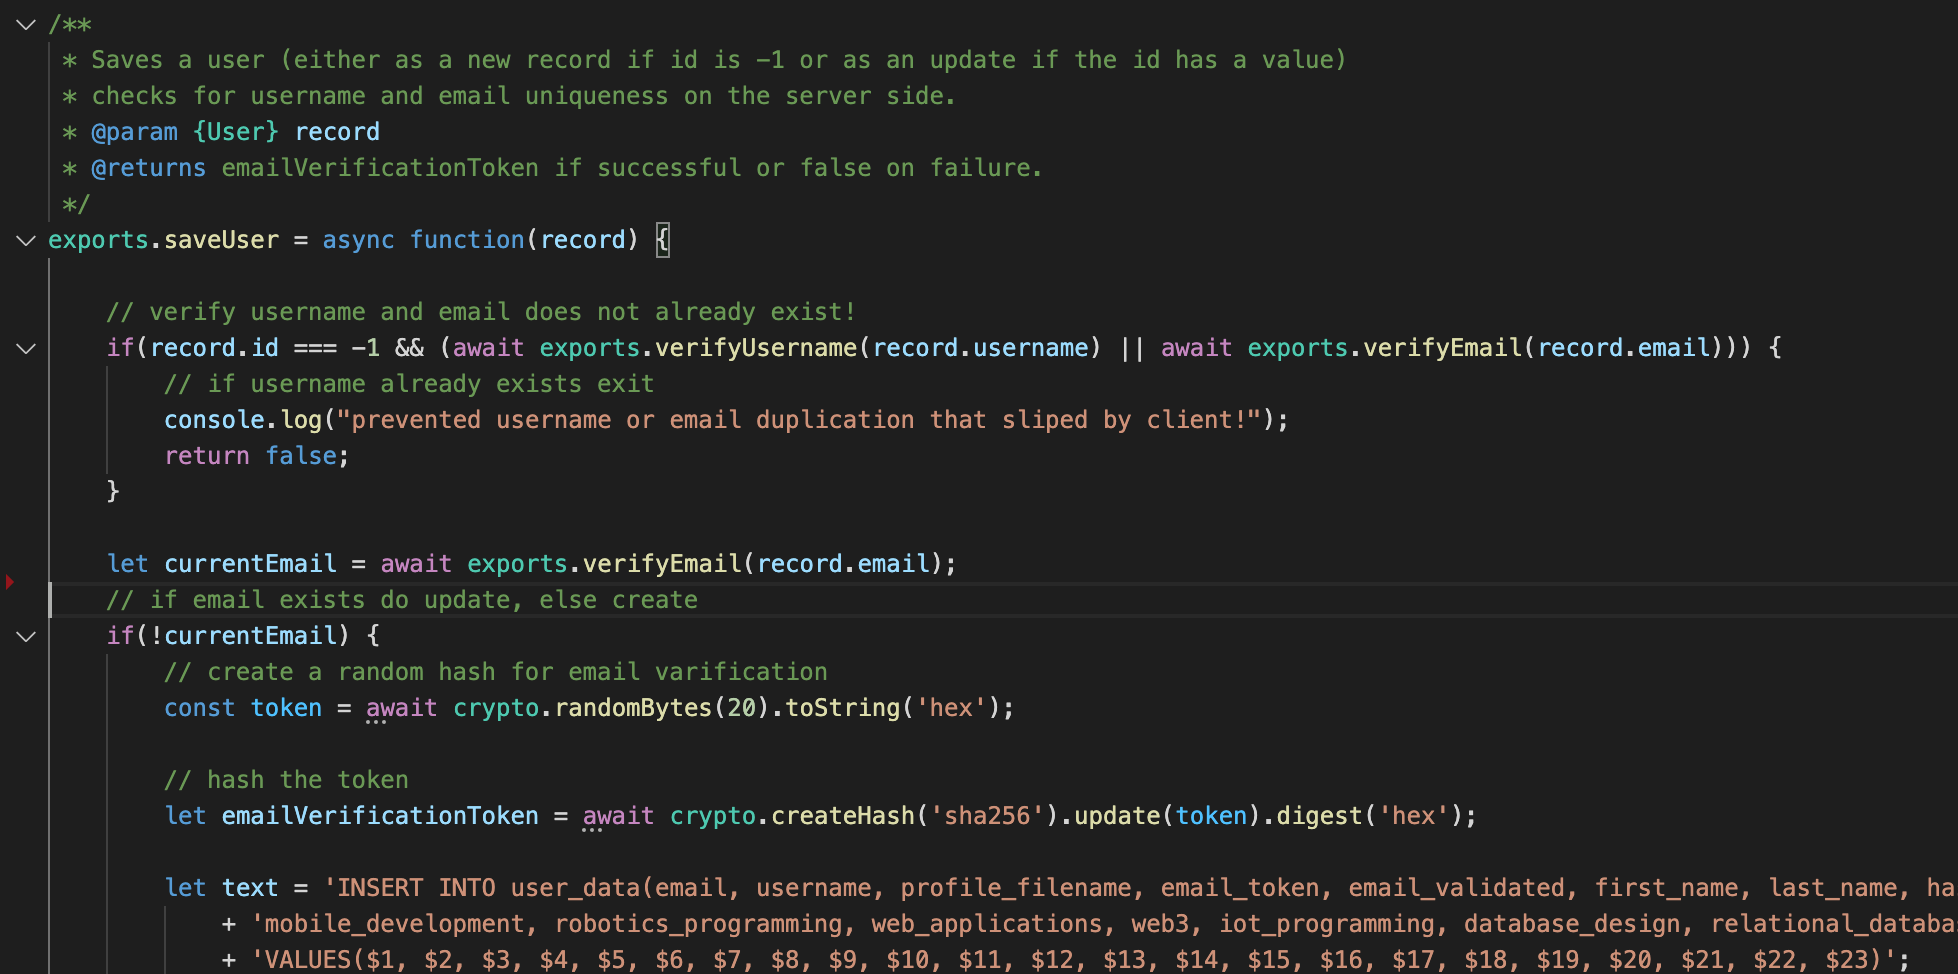 /**
 * Saves a user (either as a new record if id is -1 or as an update if the id has a value)
 * checks for username and email uniqueness on the server side.
 * @param {User} record
 * @returns emailVerificationToken if successful or false on failure.
 */
exports.saveUser = async function(record) {

    // verify username and email does not already exist!
    if(record.id === -1 && (await exports.verifyUsername(record.username) || await exports.verifyEmail(record.email))) {
        // if username already exists exit
        console.log("prevented username or email duplication that sliped by client!");
        return false;
    }

    let currentEmail = await exports.verifyEmail(record.email);
    // if email exists do update, else create
    if(!currentEmail) {
        // create a random hash for email varification
        const token = await crypto.randomBytes(20).toString('hex');

        // hash the token
        let emailVerificationToken = await crypto.createHash('sha256').update(token).digest('hex');

        let text = 'INSERT INTO user_data(email, username, profile_filename, email_token, email_validated, first_name, last_name, ha
            + 'mobile_development, robotics_programming, web_applications, web3, iot_programming, database_design, relational_databa
            + 'VALUES($1, $2, $3, $4, $5, $6, $7, $8, $9, $10, $11, $12, $13, $14, $15, $16, $17, $18, $19, $20, $21, $22, $23)';